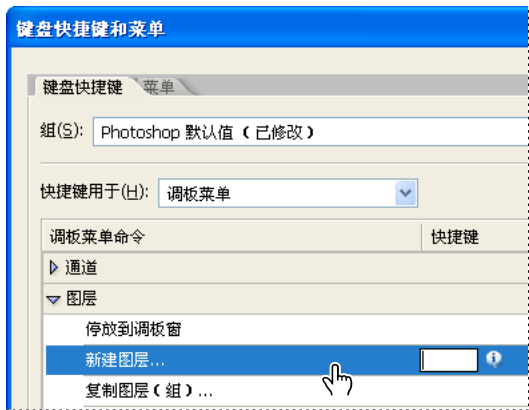 键盘快捷键和菜单
键盘快捷键 菜单
组(S): Photoshop 默认值 (已修改)
快捷键用于(H): 调板菜单
调板菜单命令 快捷键
通道
图层
停放到调板窗
新建图层...
复制图层(组)...